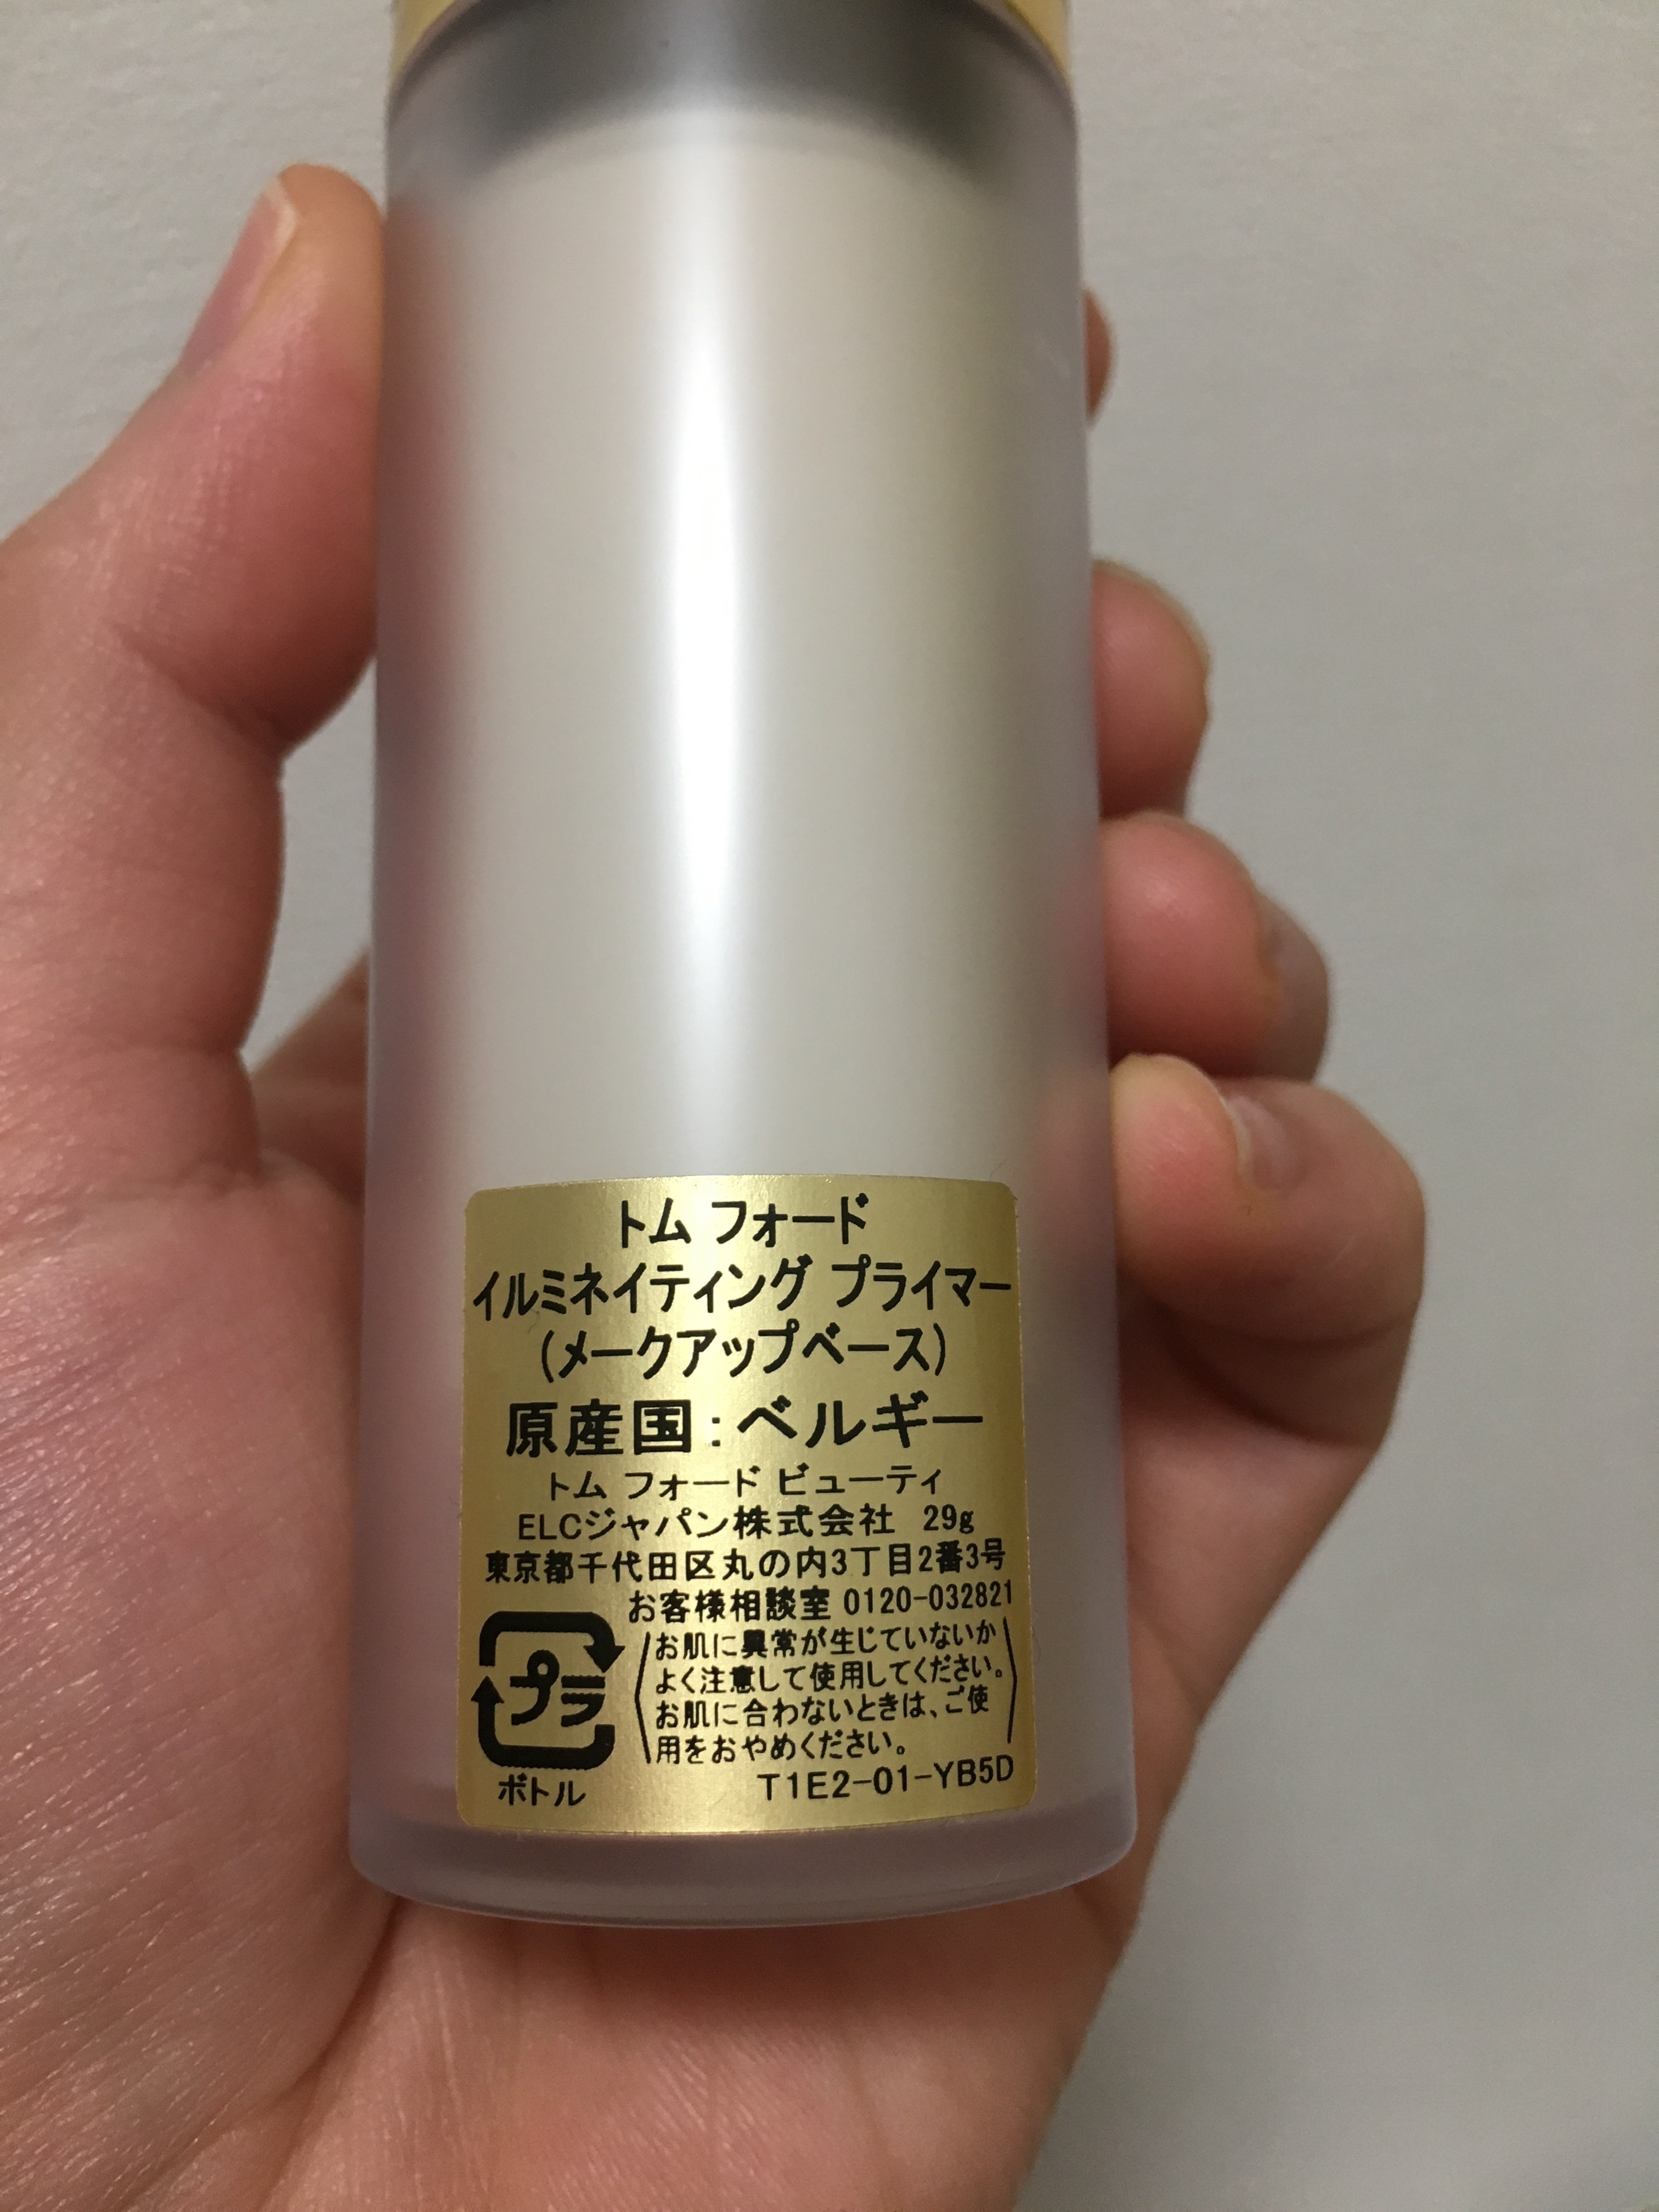 トム フォード
イルミネイティング プライマー
(メークアップベース)
原産国:ベルギー
トム フォード ビューティ
ELCジャパン株式会社 29g
東京都千代田区丸の内3丁目2番3号
お客様相談室 0120-032821
お肌に異常が生じていないか
よく注意して使用してください。
お肌に合わないときは、ご使
用をおやめください。
プラ
ボトル
T1E2-01-YB5D